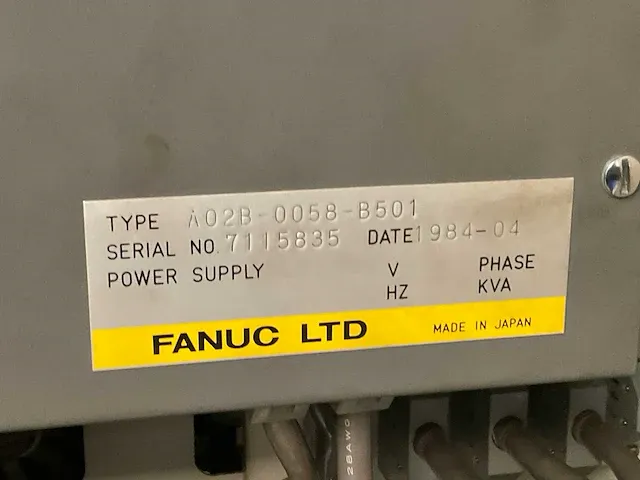 TYPE A02B-0058-B501
SERIAL NO. 7115835 DATE 1984-04
POWER SUPPLY V PHASE
HZ KVA
FANUC LTD MADE IN JAPAN
28AWG